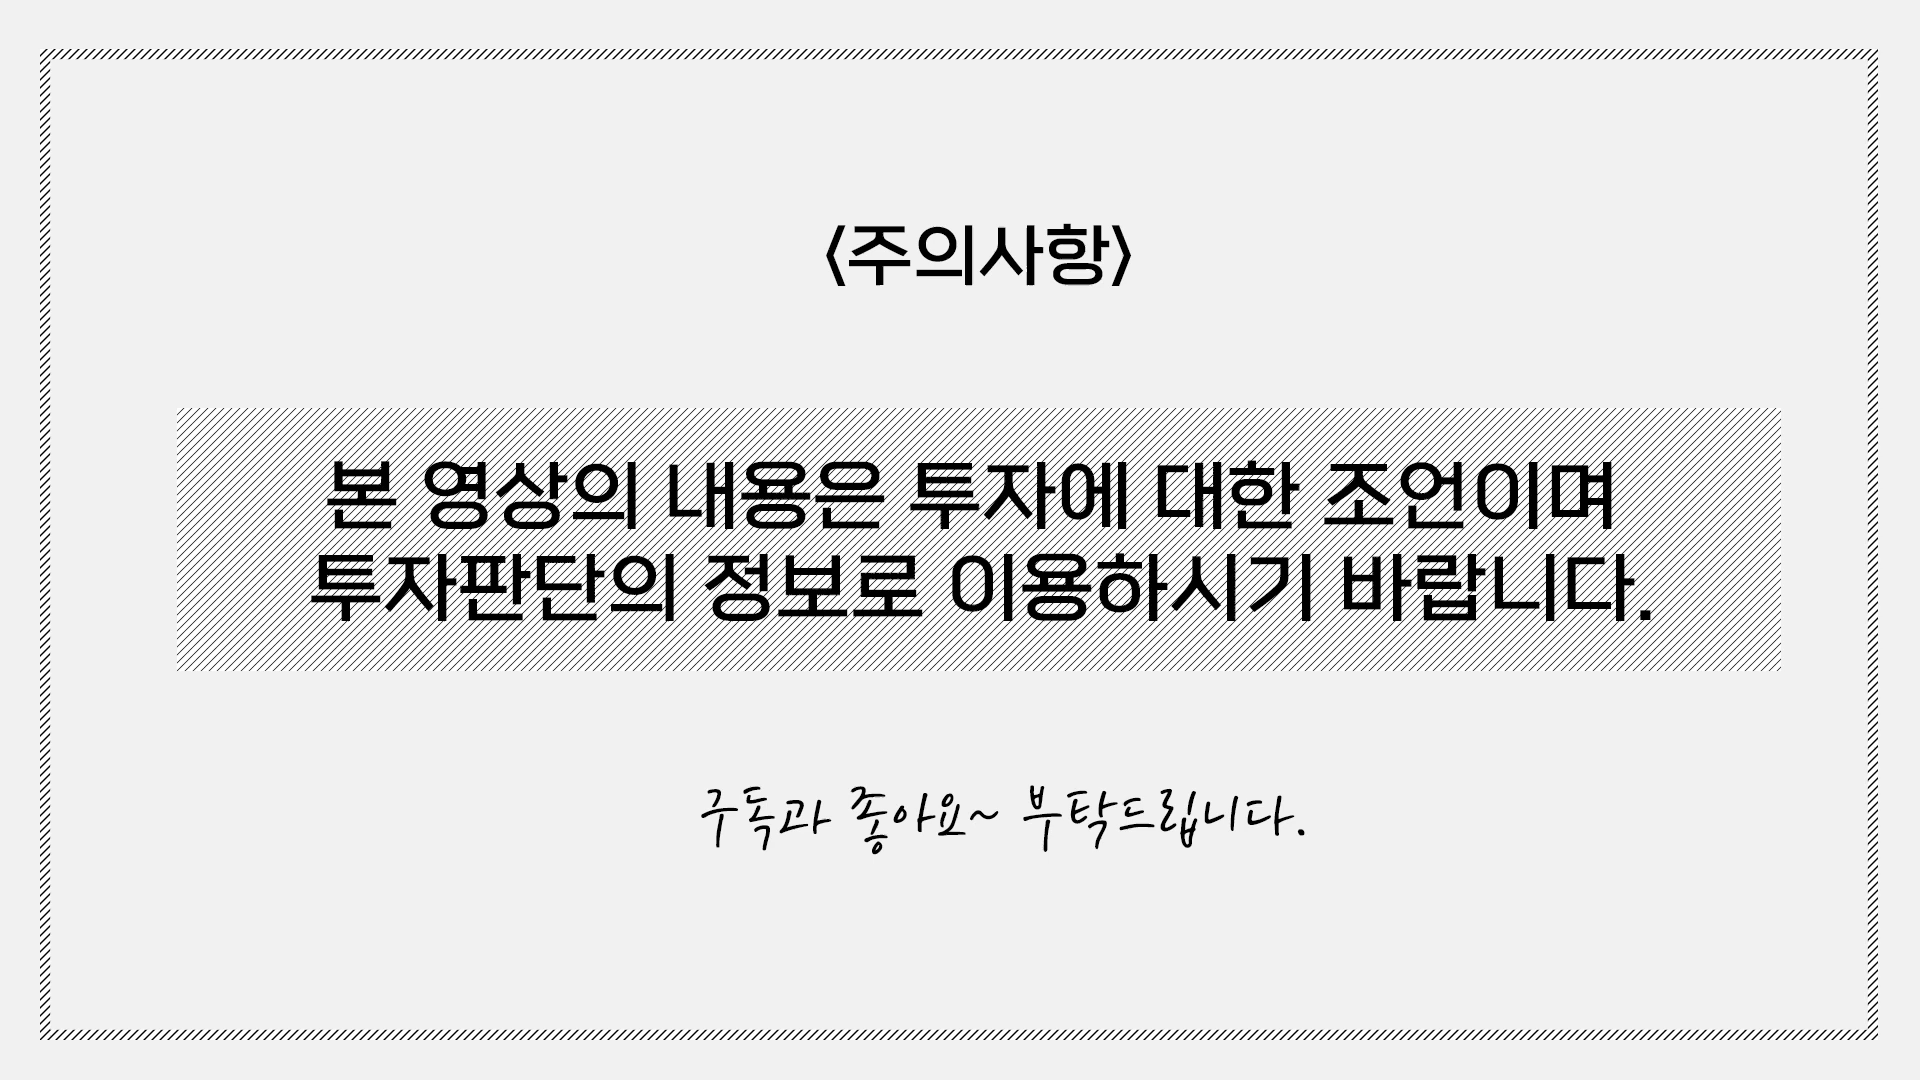 〈주의사항〉
본 영상의 내용은 투자에 대한 조언이며
투자판단의 정보로 이용하시기 바랍니다.
구독과 좋아요~ 부탁드립니다.